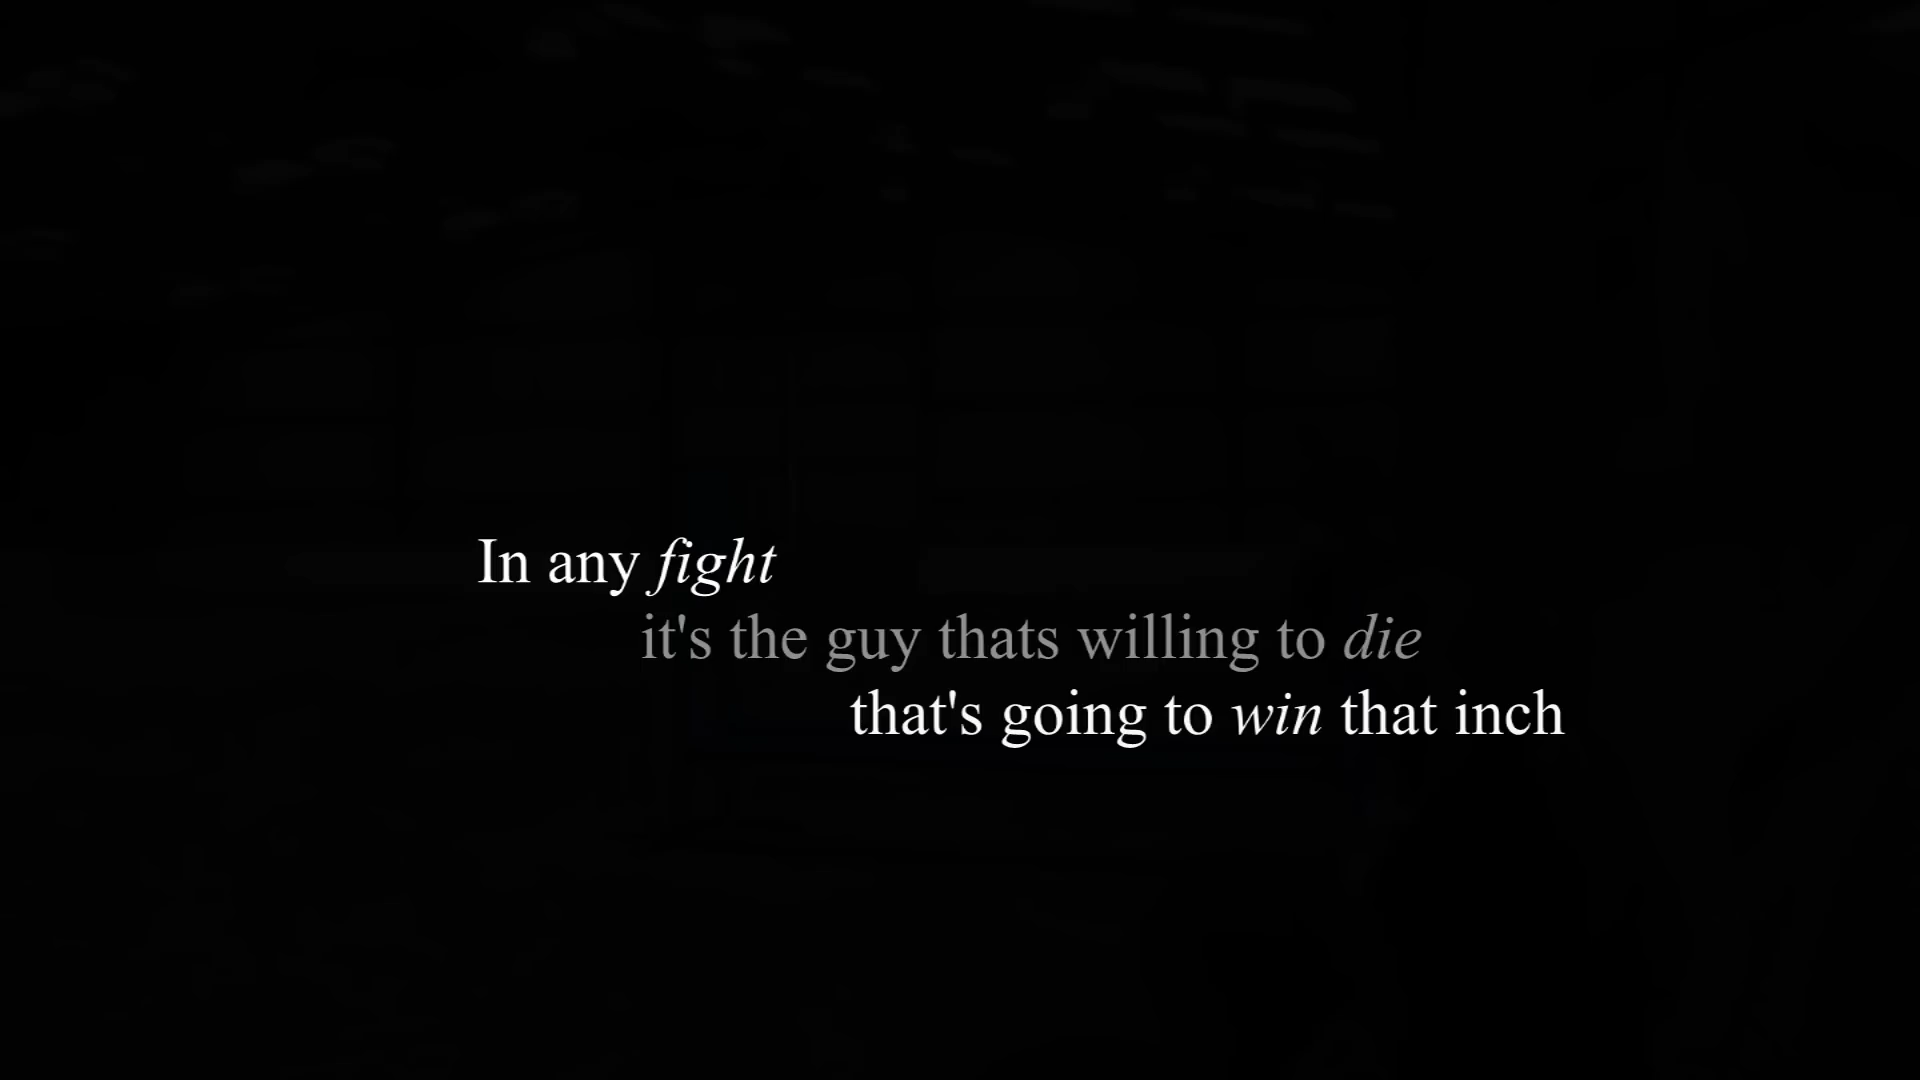 In any fight
it's the guy thats willing to die
that's going to win that inch